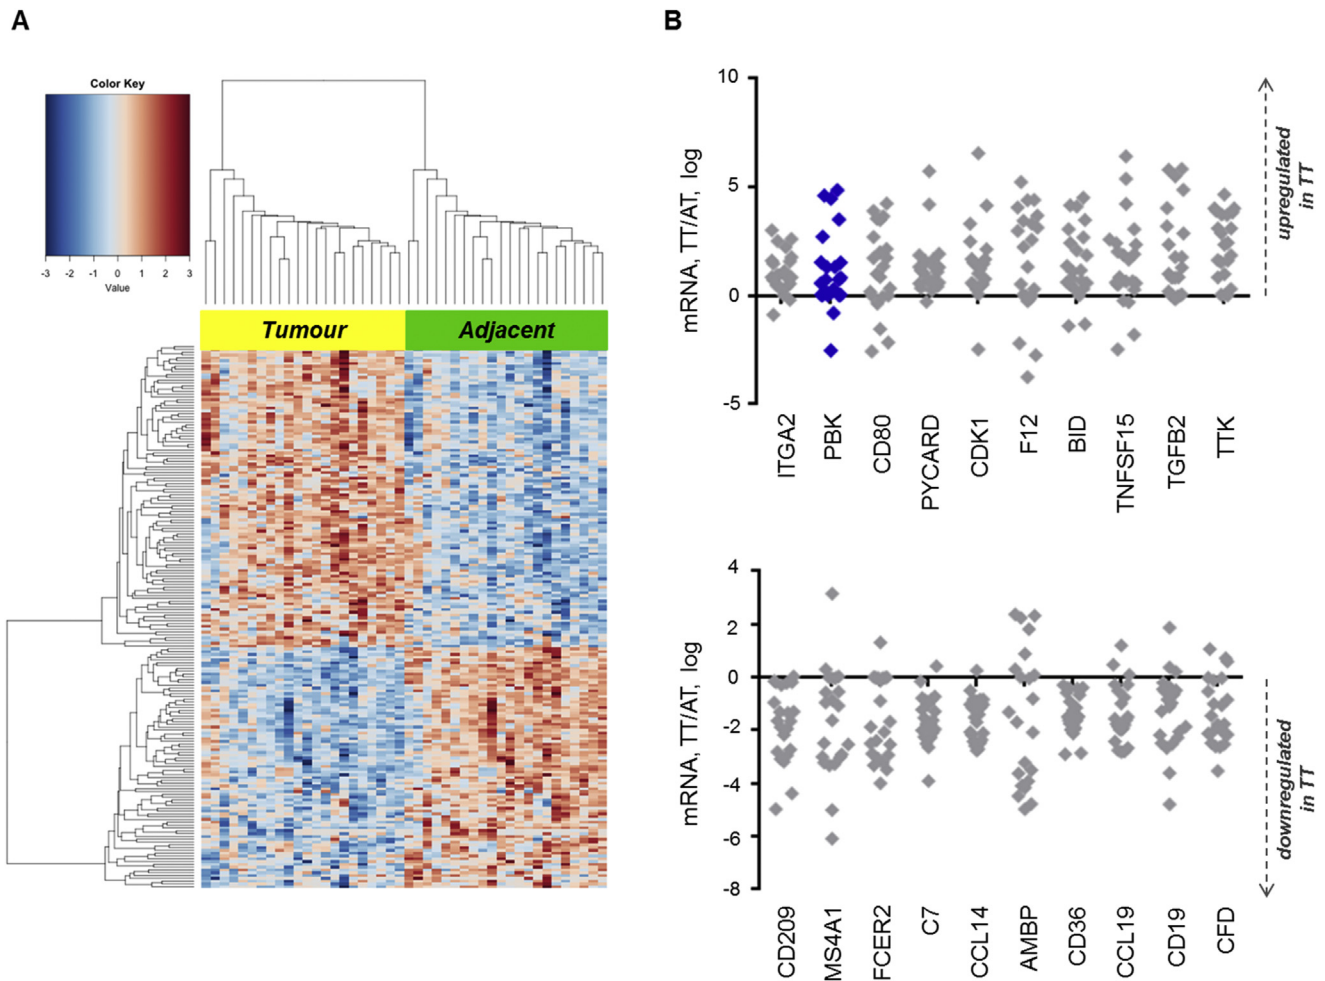 A
Color Key
-3 -2 -1 0 1 2 3
Value
Tumour
Adjacent
B
mRNA, TT/AT, log
10
5
0
-5
upregulated
in TT
ITGA2
PBK
CD80
PYCARD
CDK1
F12
BID
TNFSF15
TGFB2
TTK
mRNA, TT/AT, log
4
2
0
-2
-4
-6
-8
downregulated
in TT
CD209
MS4A1
FCER2
C7
CCL14
AMBP
CD36
CCL19
CD19
CFD